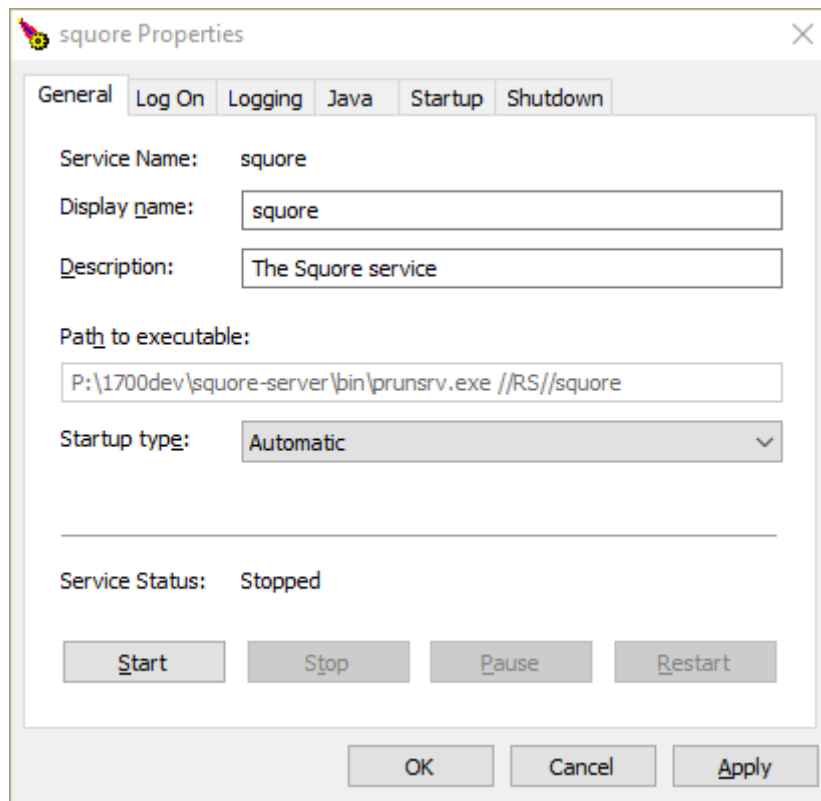 squore Properties
General Log On Logging Java Startup Shutdown
Service Name: squore
Display name: squore
Description: The Squore service
Path to executable:
P:\1700dev\squore-server\bin\prunsrv.exe //RS//squore
Startup type: Automatic
Service Status: Stopped
Start Stop Pause Restart
OK Cancel Apply